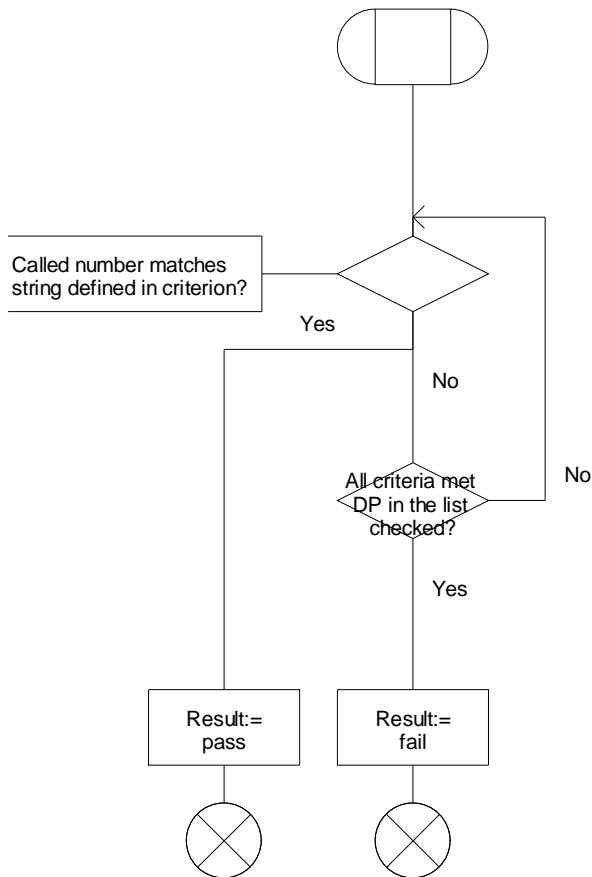 Called number matches
string defined in criterion?
Yes
No
All criteria met
DP in the list
checked?
No
Yes
Result:=
pass
Result:=
fail